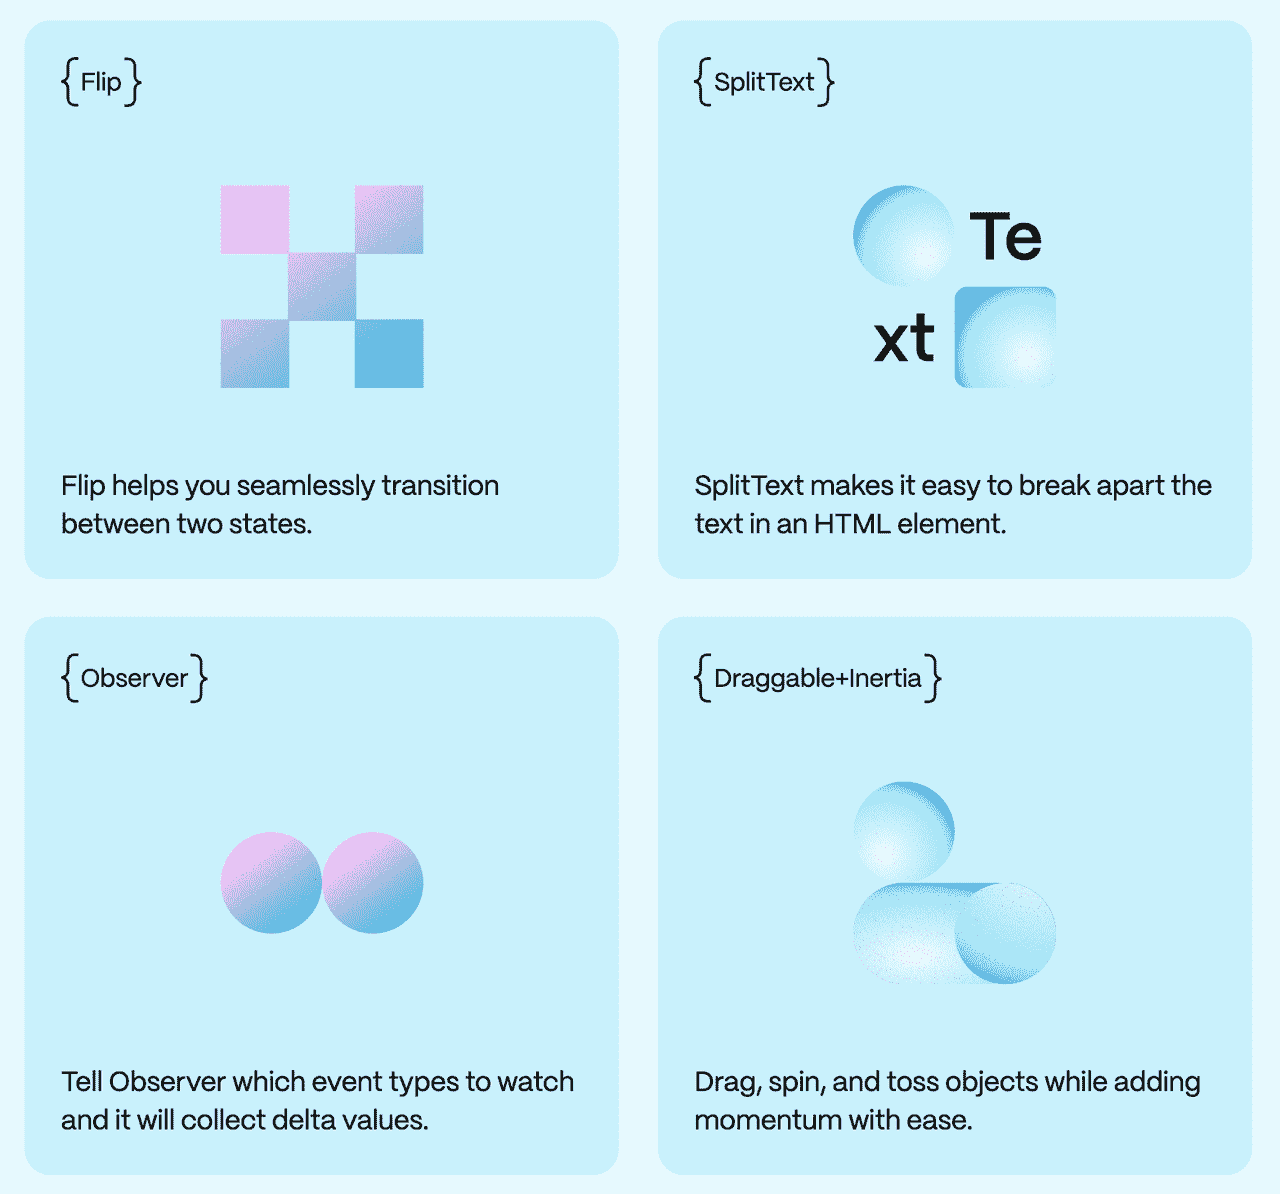 {Flip}
Flip helps you seamlessly transition
between two states.
{SplitText}
Te
xt
SplitText makes it easy to break apart the
text in an HTML element.
{Observer}
Tell Observer which event types to watch
and it will collect delta values.
{Draggable+Inertia}
Drag, spin, and toss objects while adding
momentum with ease.